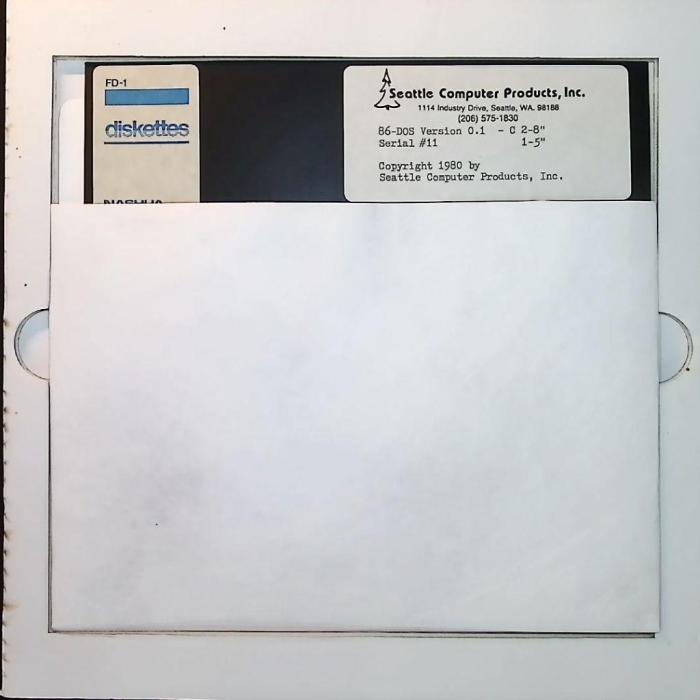 FD-1
diskettes
NASHUA
Seattle Computer Products, Inc.
1114 Industry Drive, Seattle, WA. 98188
(206) 575-1830
86-DOS Version 0.1 - C 2-8"
Serial #11 1-5"
Copyright 1980 by
Seattle Computer Products, Inc.